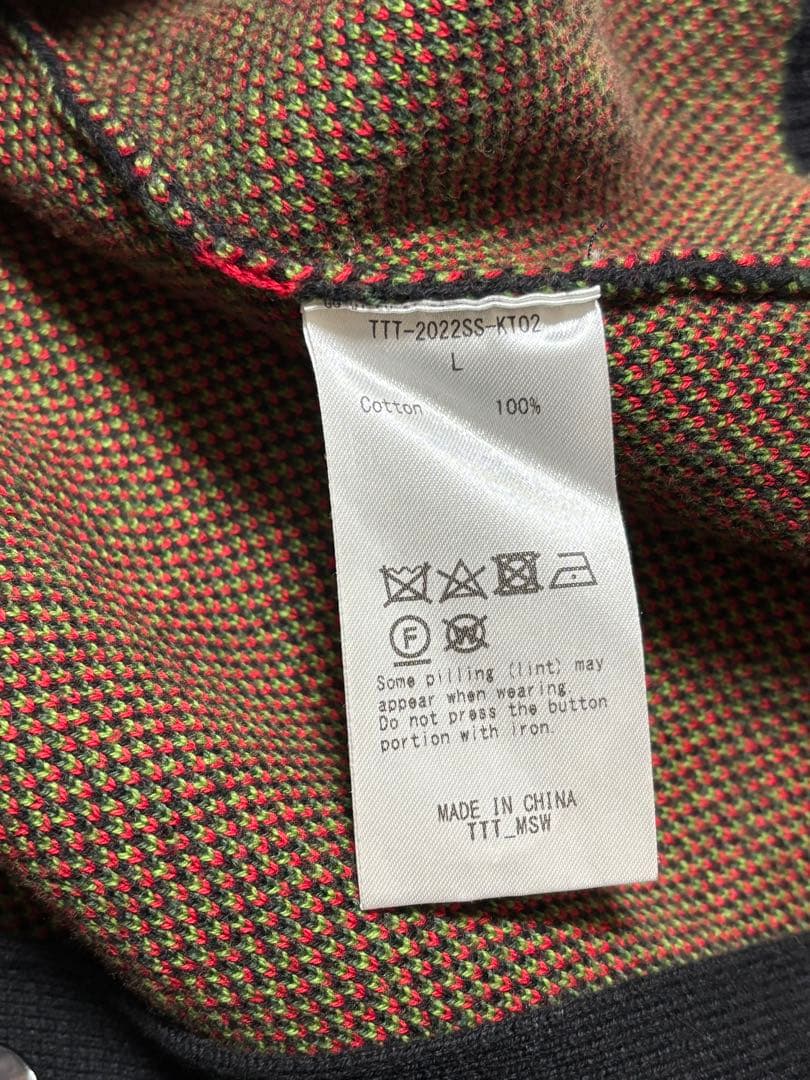 TTT-2022SS-KT02
L
Cotton 100%
F
W
Some pilling (lint) may
appear when wearing.
Do not press the button
portion with iron.
MADE IN CHINA
TTT_MSW